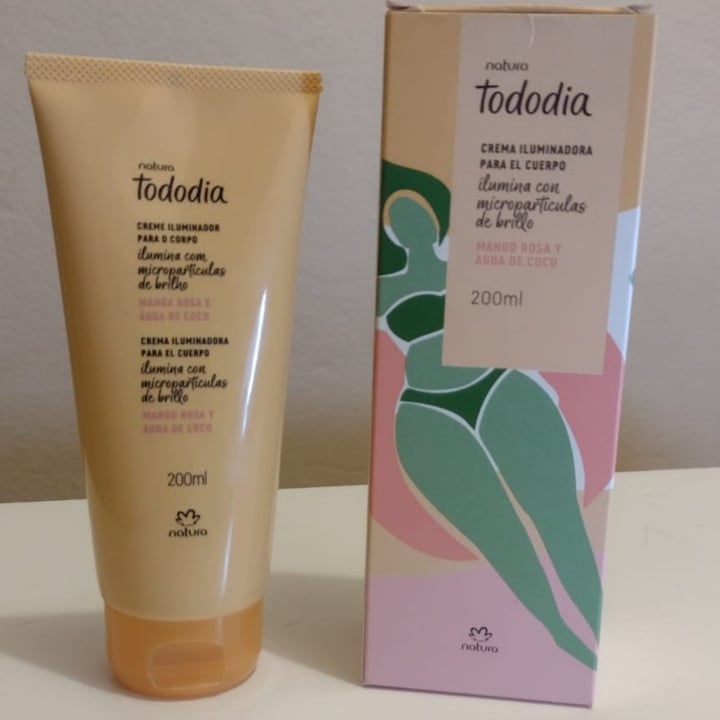 natura
Tododia
CREME ILUMINADOR
PARA O CORPO
ilumina com
micropartículas
de brilho
MANGA ROSA E
ÁGUA DE COCO
CREMA ILUMINADORA
PARA EL CUERPO
ilumina con
micropartículas
de brillo
MANGO ROSA Y
AGUA DE COCO
200ml
natura
natura
Tododia
CREMA ILUMINADORA
PARA EL CUERPO
ilumina con
micropartículas
de brillo
MANGO ROSA Y
AGUA DE COCO
200ml
natura